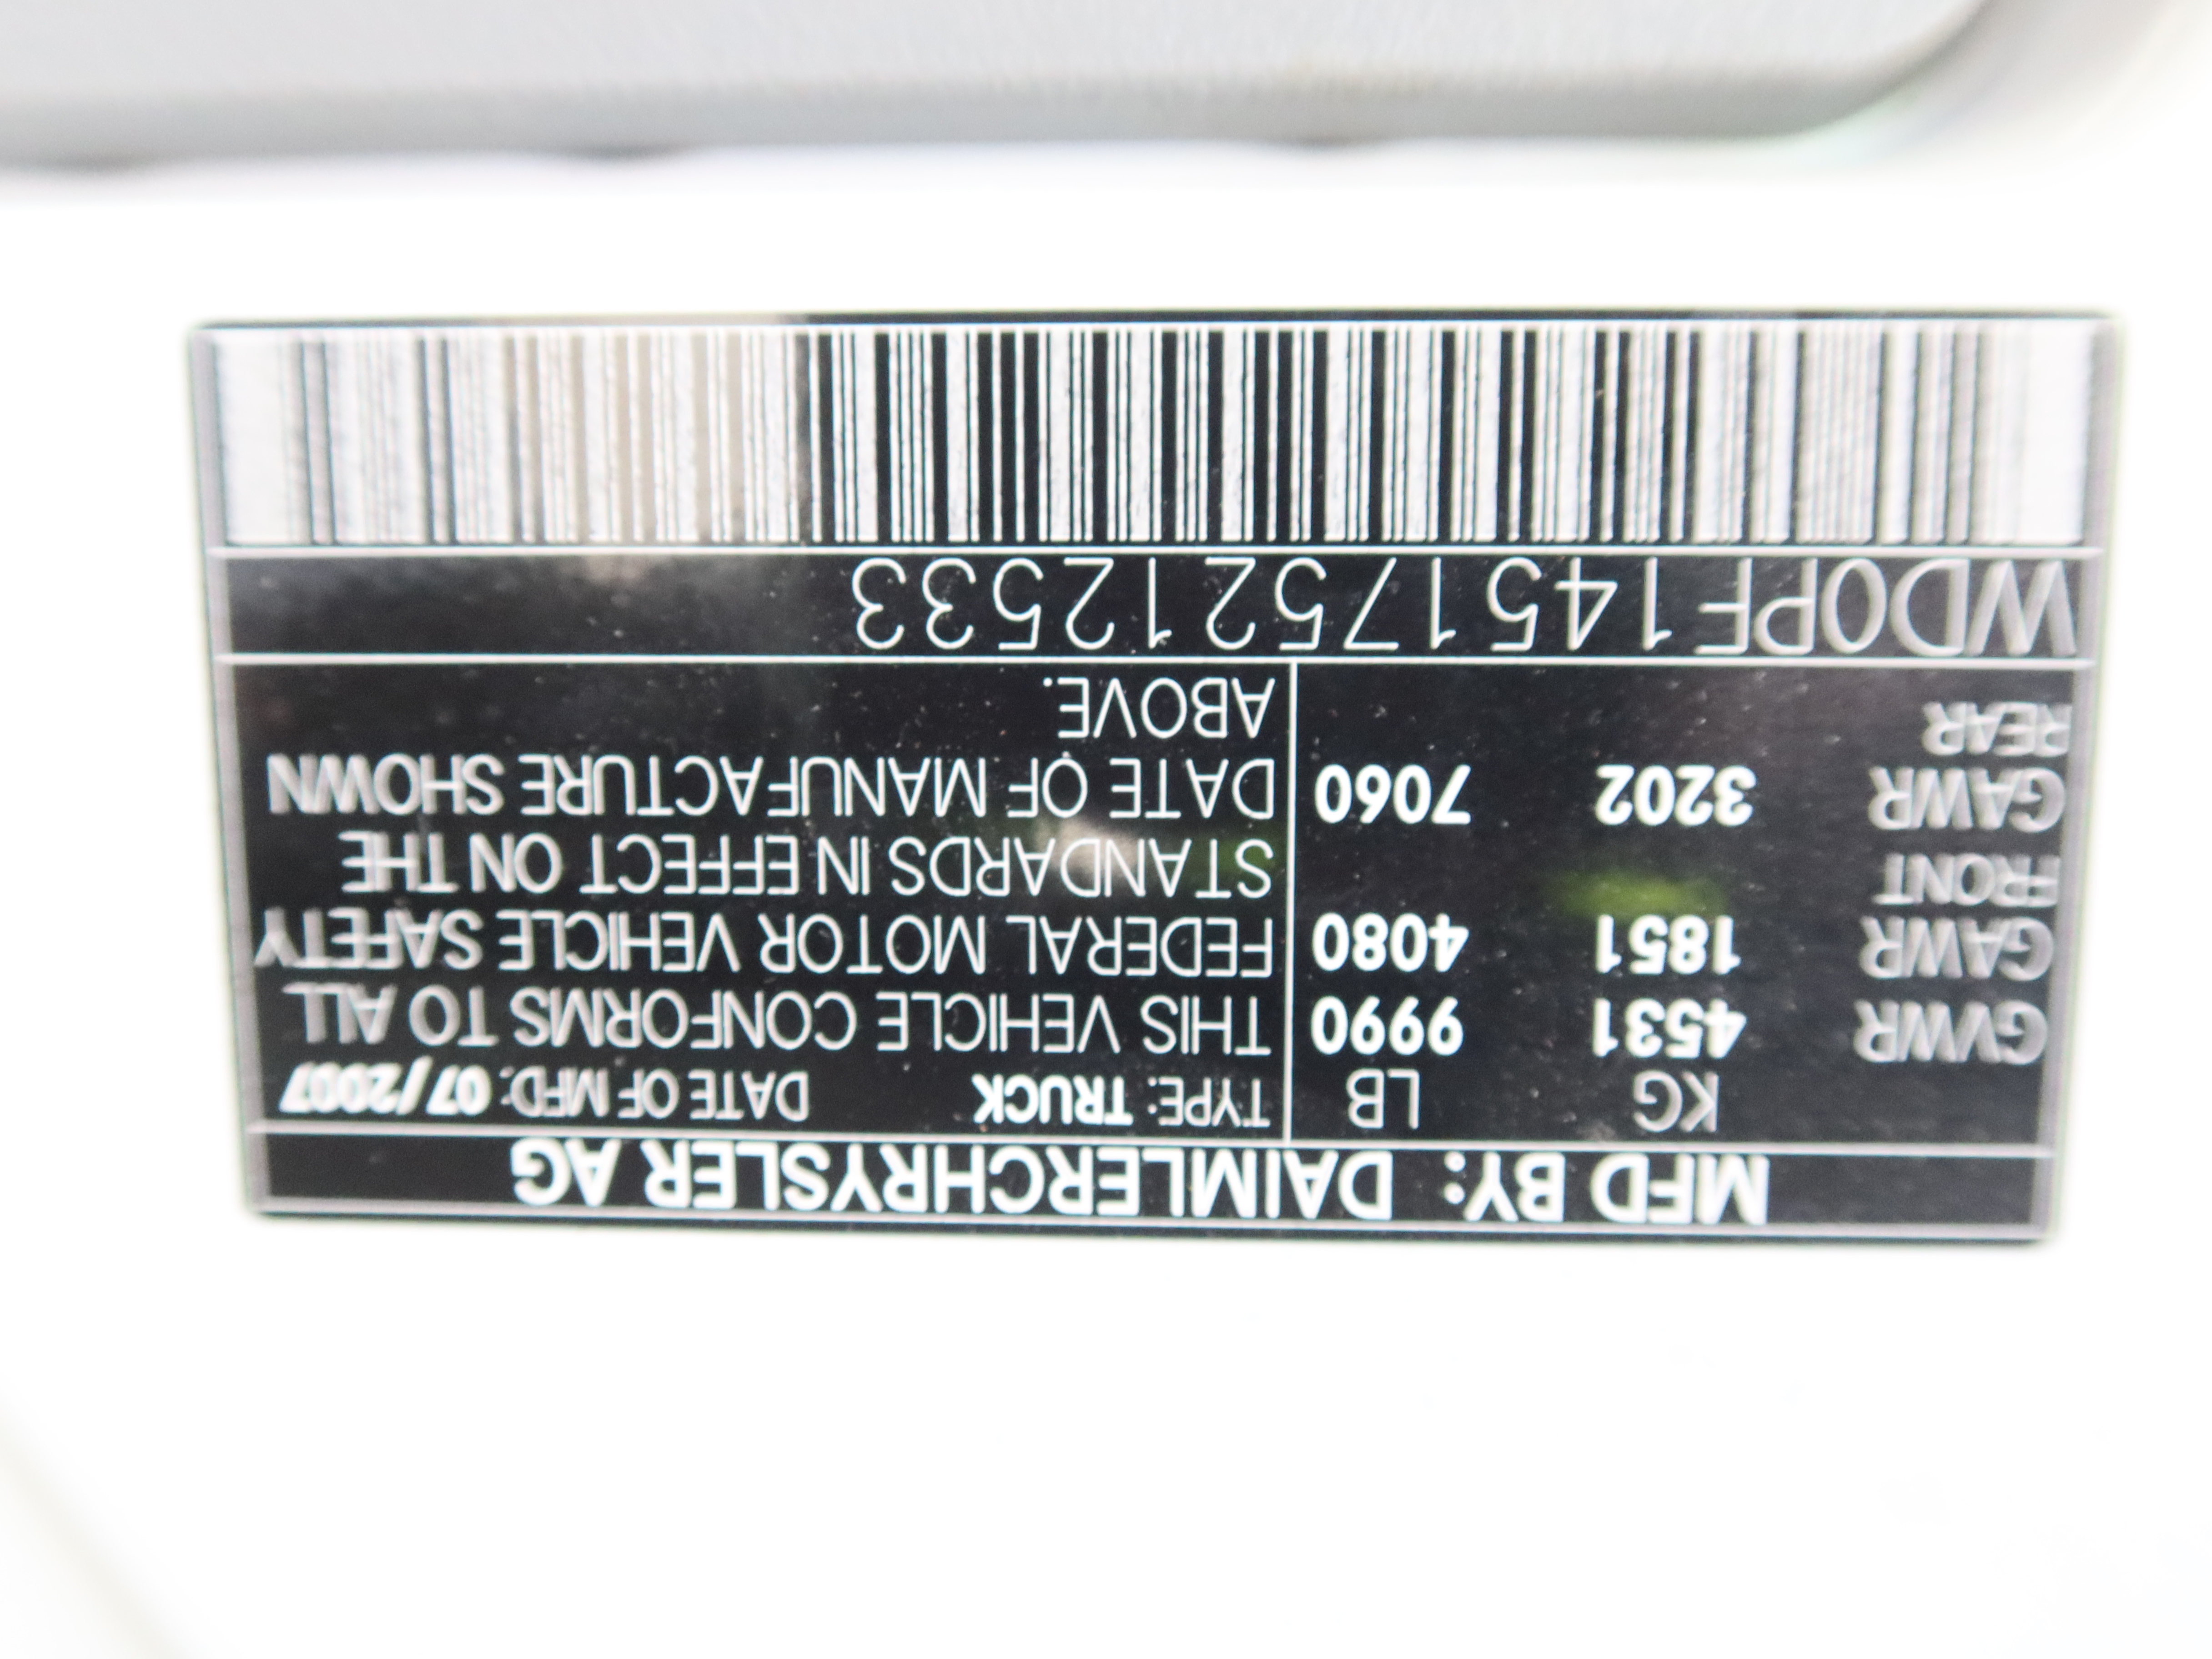 MFD BY: DAIMLERCHRYSLER AG
KG LB
GVWR 4531 9990
GAWR 1851 4080
FRONT
GAWR 3202 7060
REAR
TYPE: TRUCK DATE OF MFD: 07/2007
THIS VEHICLE CONFORMS TO ALL
FEDERAL MOTOR VEHICLE SAFETY
STANDARDS IN EFFECT ON THE
DATE OF MANUFACTURE SHOWN
ABOVE.
WD0PF145175212533